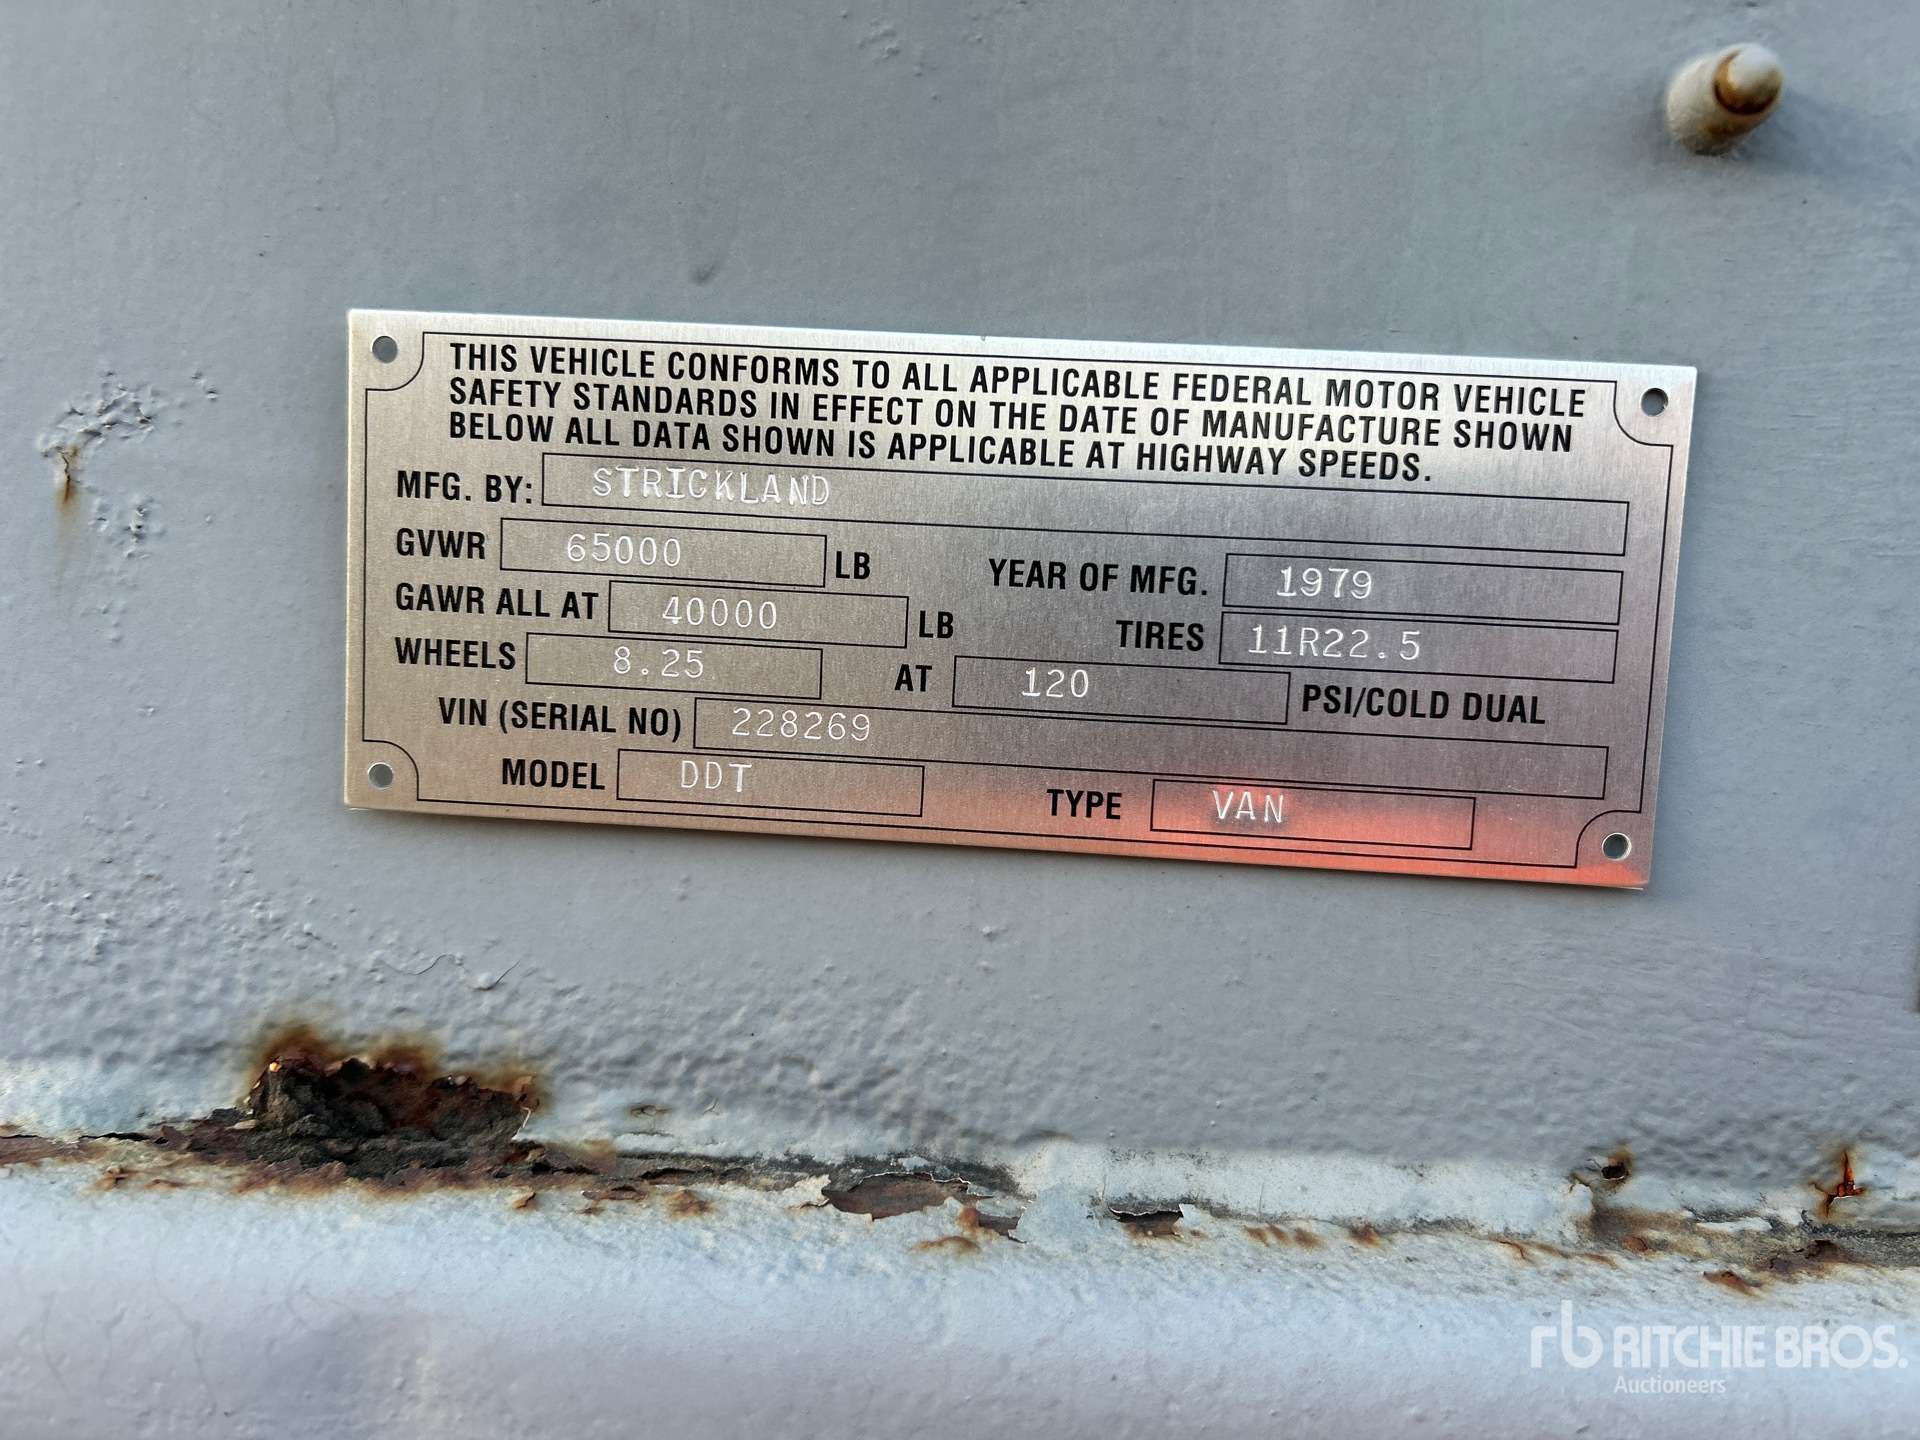 THIS VEHICLE CONFORMS TO ALL APPLICABLE FEDERAL MOTOR VEHICLE
SAFETY STANDARDS IN EFFECT ON THE DATE OF MANUFACTURE SHOWN
BELOW ALL DATA SHOWN IS APPLICABLE AT HIGHWAY SPEEDS.
MFG. BY: STRICKLAND
GVWR 65000 LB YEAR OF MFG. 1979
GAWR ALL AT 40000 LB TIRES 11R22.5
WHEELS 8.25 AT 120 PSI/COLD DUAL
VIN (SERIAL NO) 228269
MODEL DDT TYPE VAN
rb RITCHIE BROS.
Auctioneers